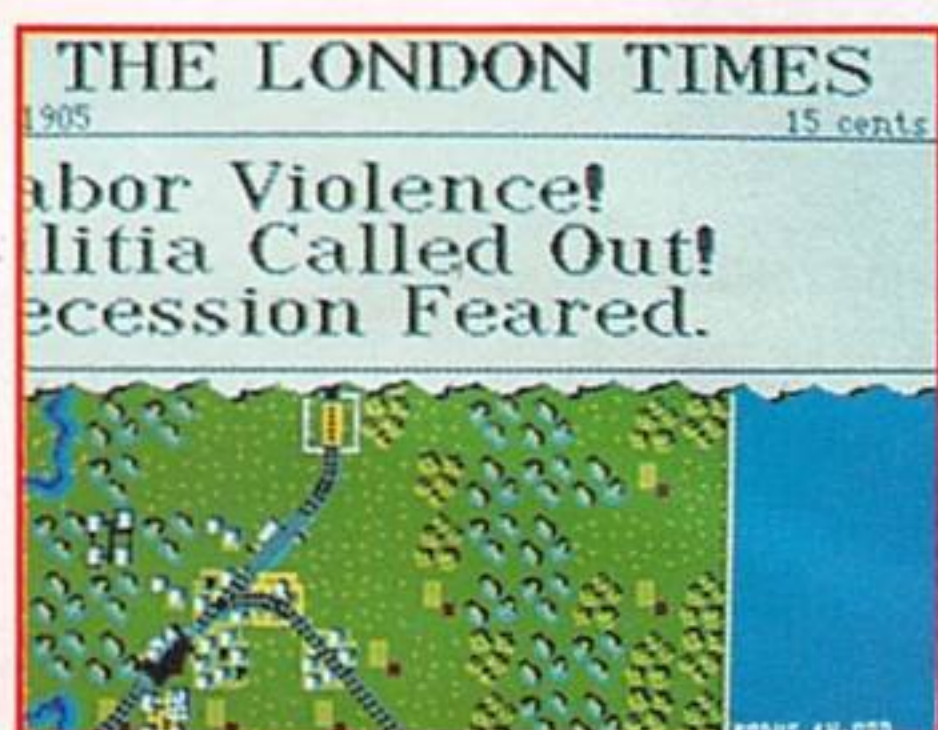 THE LONDON TIMES
1905 15 cents
abor Violence!
ilitia Called Out!
ecession Feared.